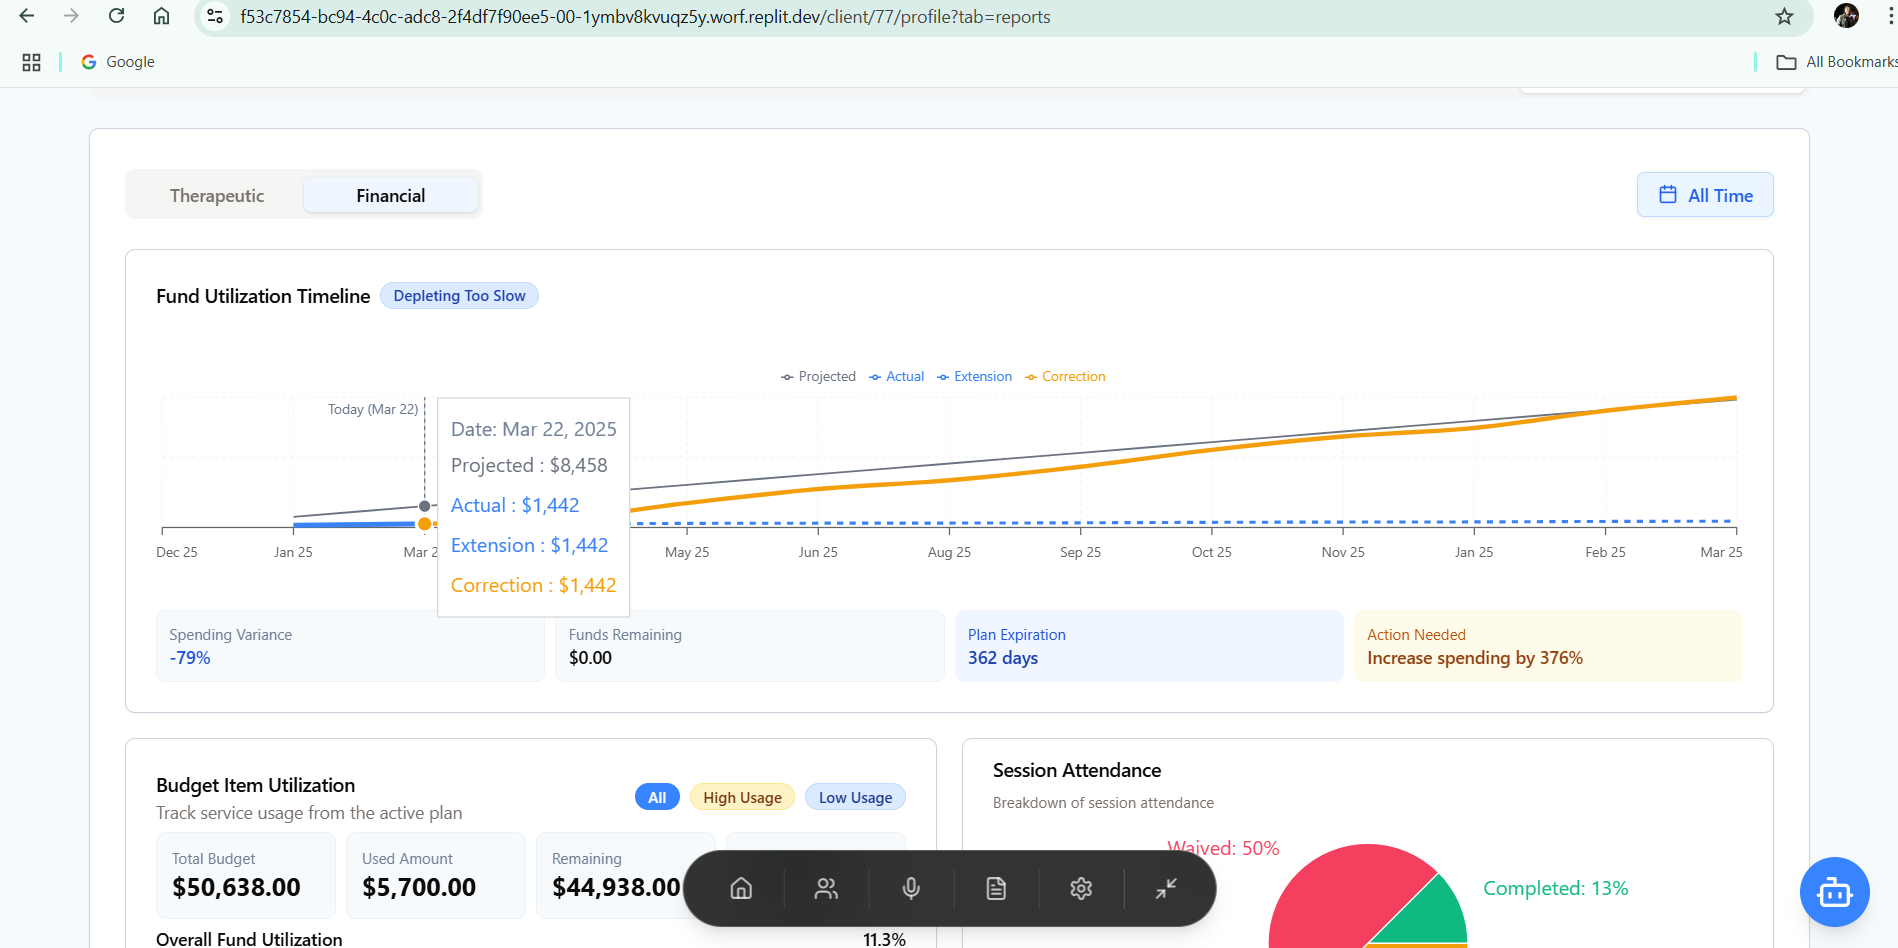 f53c7854-bc94-4c0c-adc8-2f4df7f90ee5-00-1ymbv8kvuqz5y.worf.replit.dev/client/77/profile?tab=reports
Google
All Bookmarks
Therapeutic
Financial
All Time
Fund Utilization Timeline
Depleting Too Slow
Projected
Actual
Extension
Correction
Today (Mar 22)
Date: Mar 22, 2025
Projected : $8,458
Actual : $1,442
Extension : $1,442
Correction : $1,442
Dec 25
Jan 25
Mar 2
May 25
Jun 25
Aug 25
Sep 25
Oct 25
Nov 25
Jan 25
Feb 25
Mar 25
Spending Variance
-79%
Funds Remaining
$0.00
Plan Expiration
362 days
Action Needed
Increase spending by 376%
Budget Item Utilization
Track service usage from the active plan
All
High Usage
Low Usage
Total Budget
$50,638.00
Used Amount
$5,700.00
Remaining
$44,938.00
Overall Fund Utilization
11.3%
Session Attendance
Breakdown of session attendance
Waived: 50%
Completed: 13%